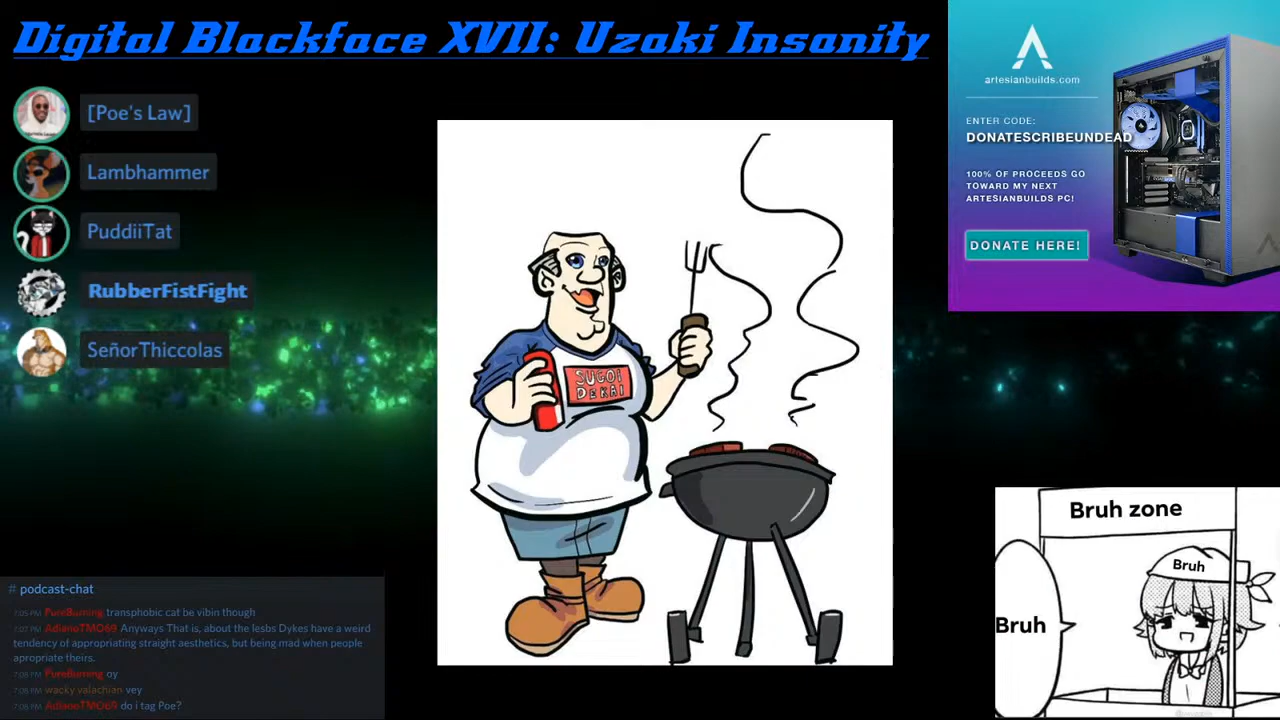 Digital Blackface XVII: Uzaki Insanity
[Poe's Law]
Lambhammer
PuddiiTat
RubberFistFight
SeñorThiccolas
SUGOI
DEKAI
artesianbuilds.com
ENTER CODE:
DONATESCRIBEUNDEAD
100% OF PROCEEDS GO
TOWARD MY NEXT
ARTESIANBUILDS PC!
DONATE HERE!
Bruh zone
Bruh
Bruh
# podcast-chat
7:05 PM PureBurning transphobic cat be vibin though
7:07 PM AdianoTMO69 Anyways That is, about the lesbs Dykes have a weird
tendency of appropriating straight aesthetics, but being mad when people
apropriate theirs.
7:08 PM PureBurning oy
7:08 PM wacky valachian vey
7:08 PM AdianoTMO69 do i tag Poe?